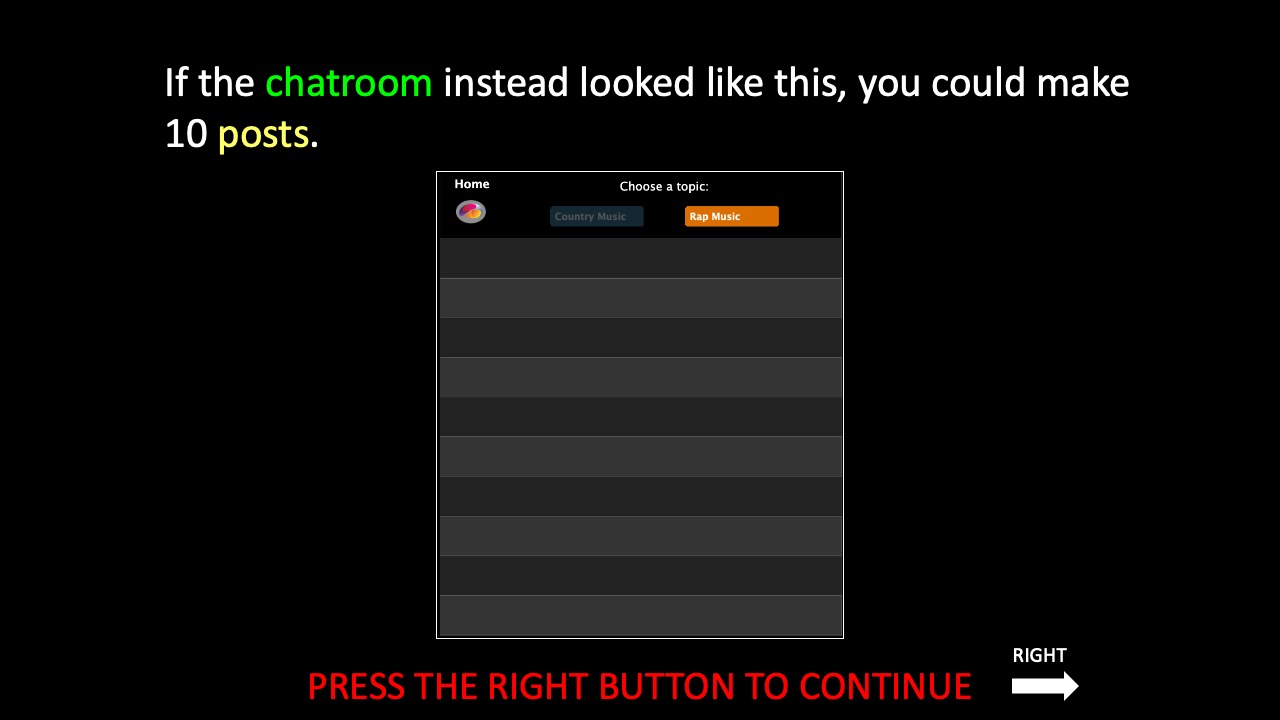 If the chatroom instead looked like this, you could make
10 posts.
Home
Choose a topic:
Country Music
Rap Music
RIGHT
PRESS THE RIGHT BUTTON TO CONTINUE